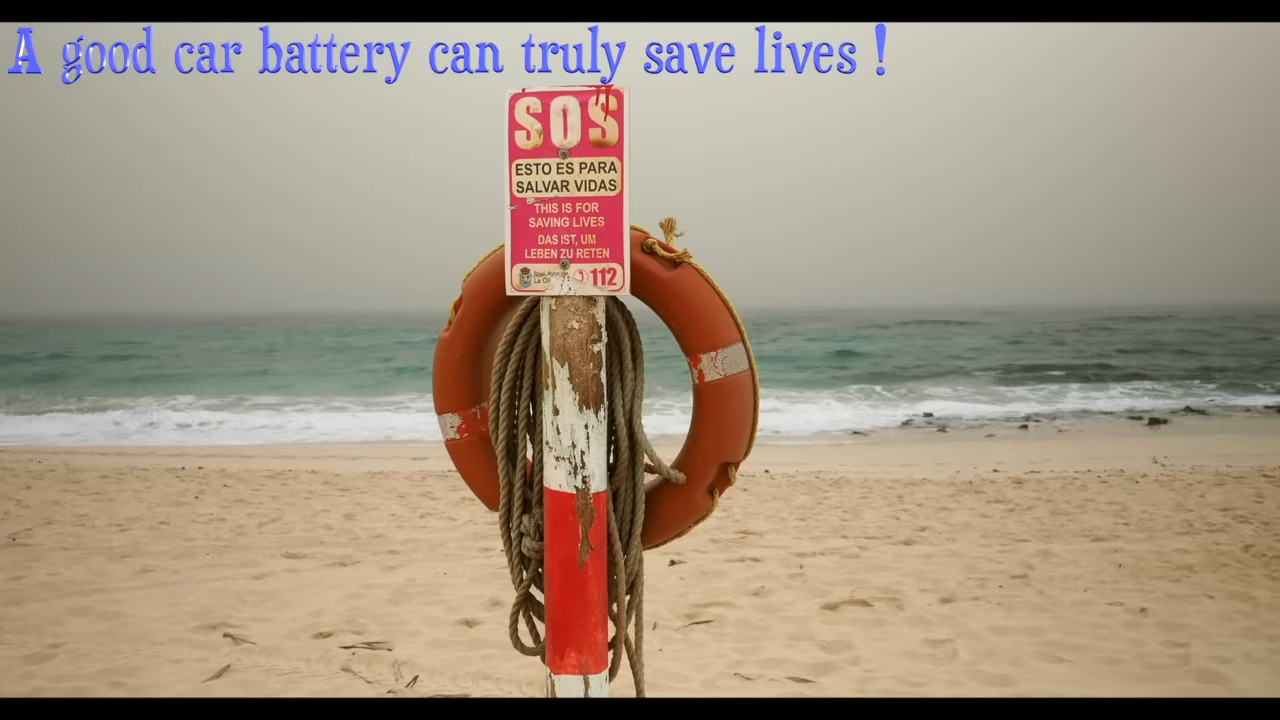 A good car battery can truly save lives !
SOS
ESTO ES PARA
SALVAR VIDAS
THIS IS FOR
SAVING LIVES
DAS IST, UM
LEBEN ZU RETEN
112